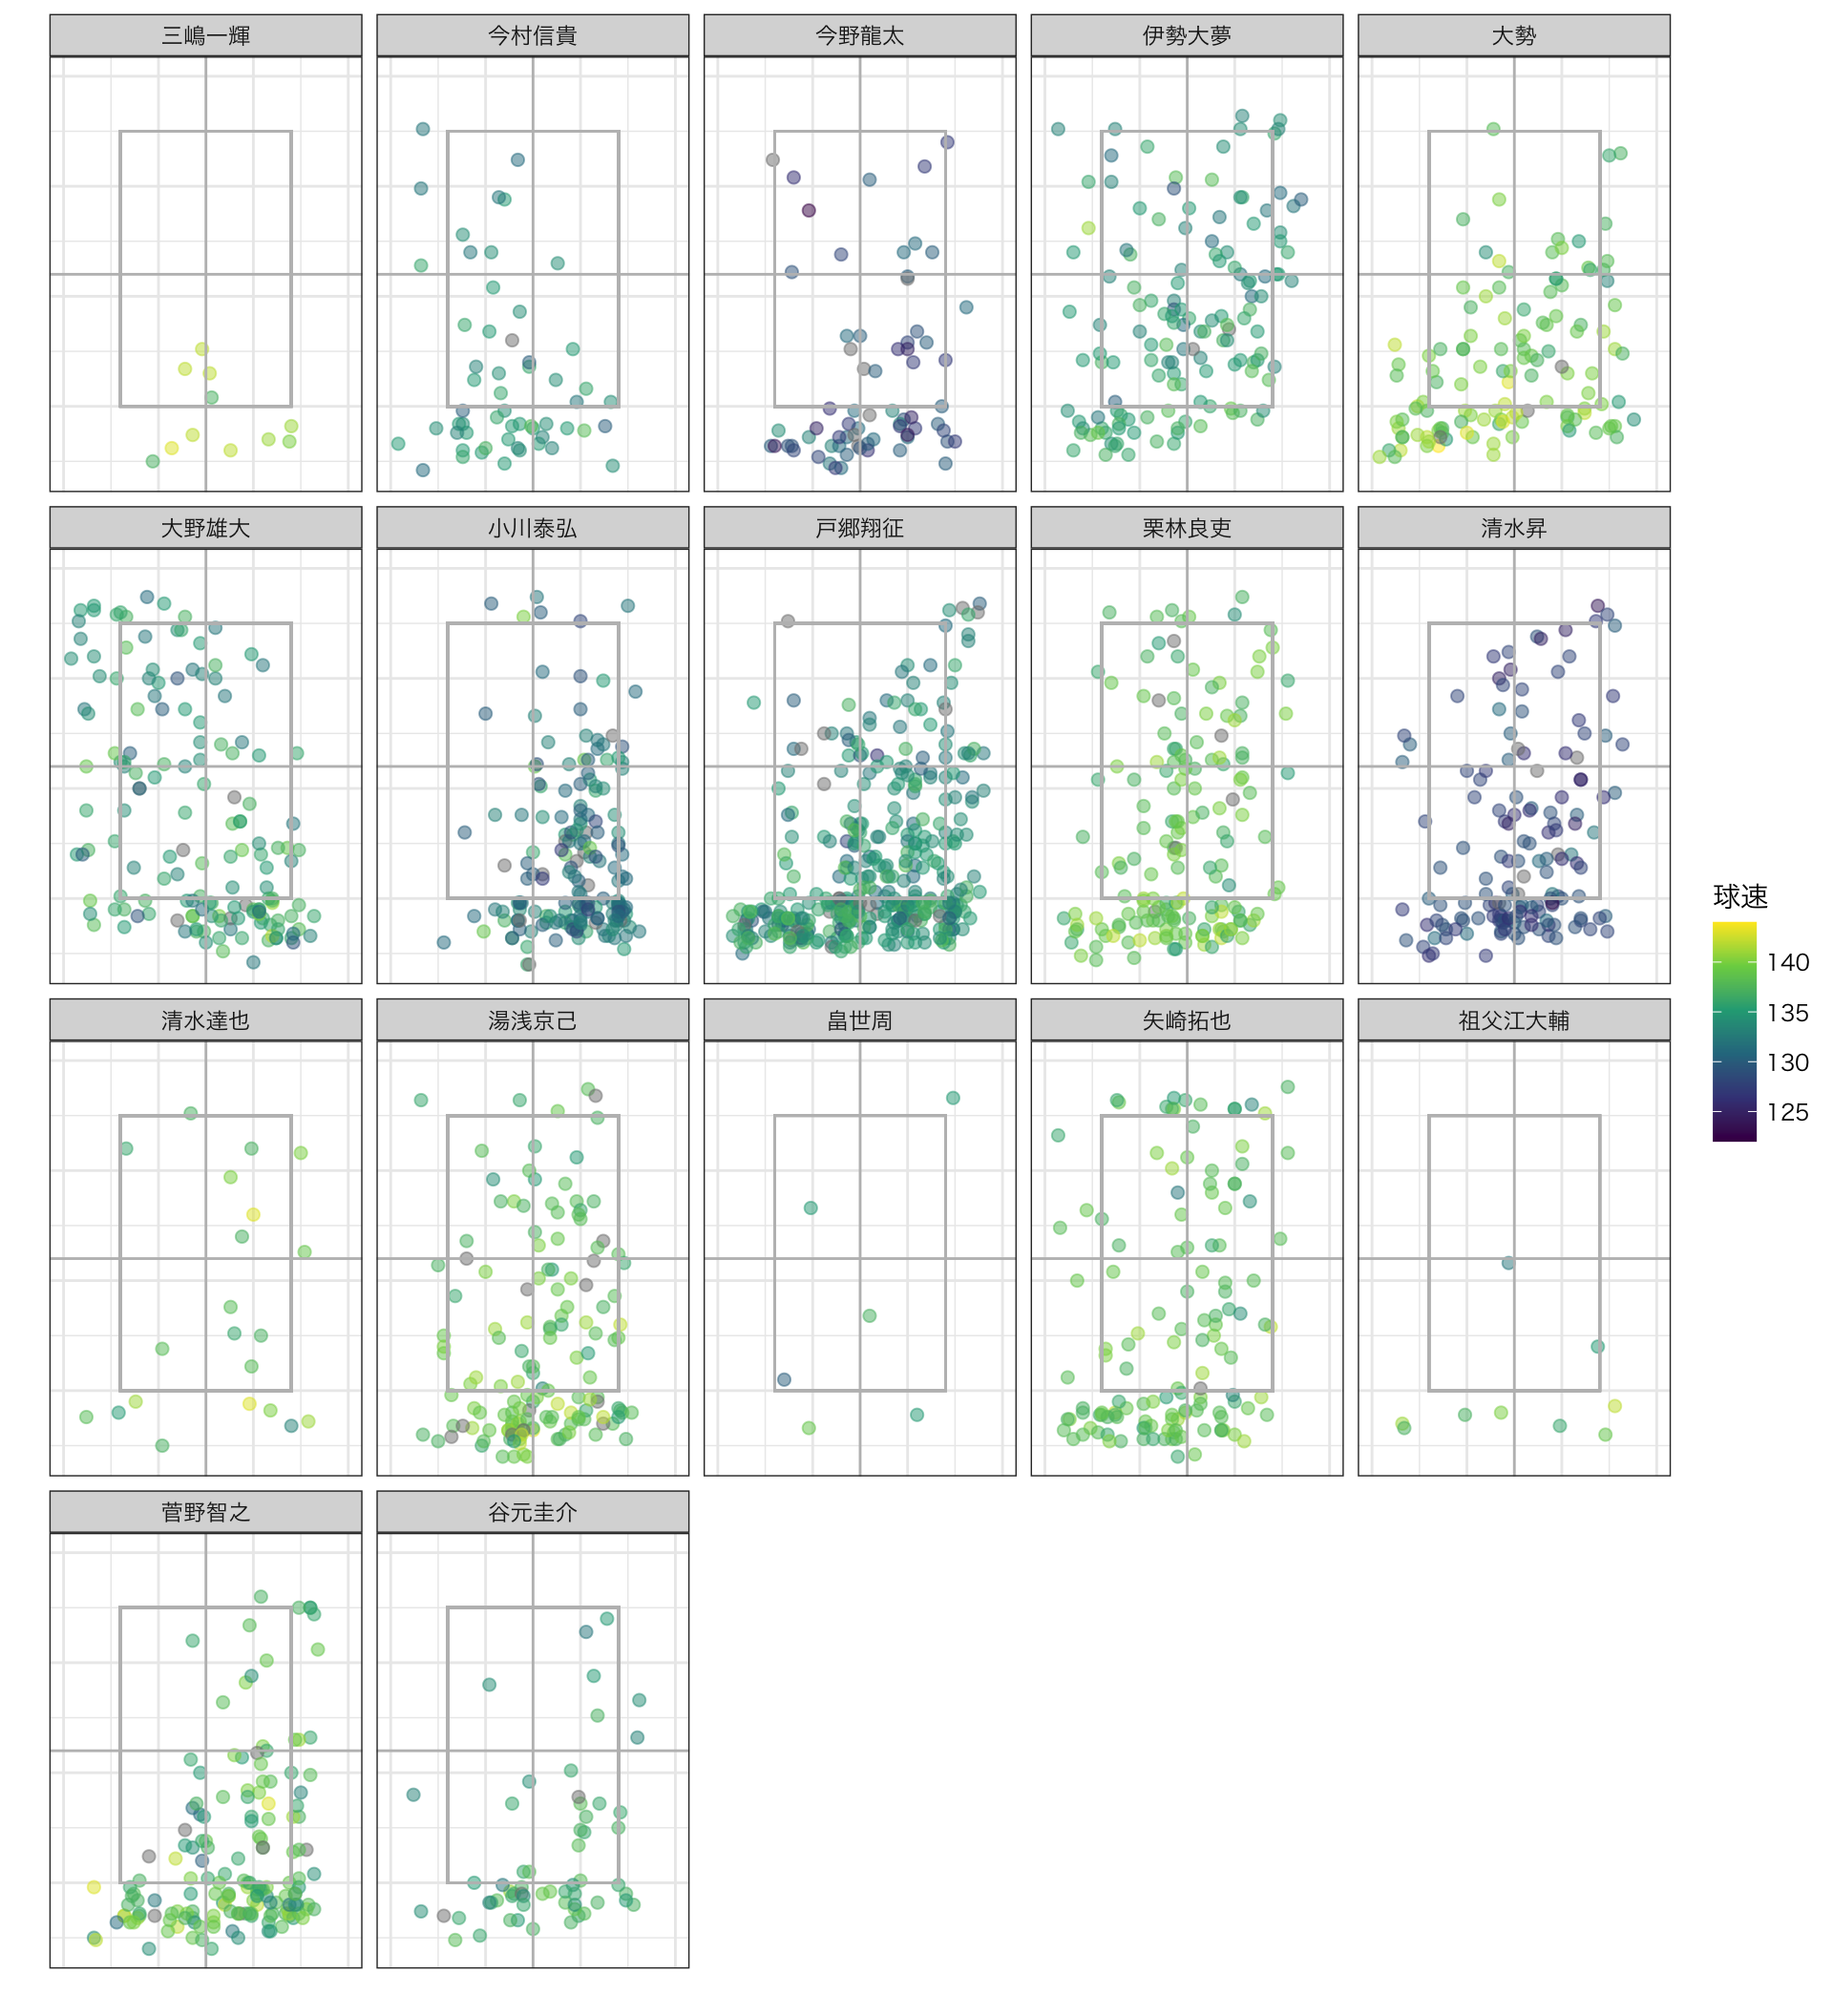 三嶋一輝
今村信貴
今野龍太
伊勢大夢
大勢
大野雄大
小川泰弘
戸郷翔征
栗林良吏
清水昇
清水達也
湯浅京己
畠世周
矢崎拓也
祖父江大輔
菅野智之
谷元圭介
球速
140
135
130
125